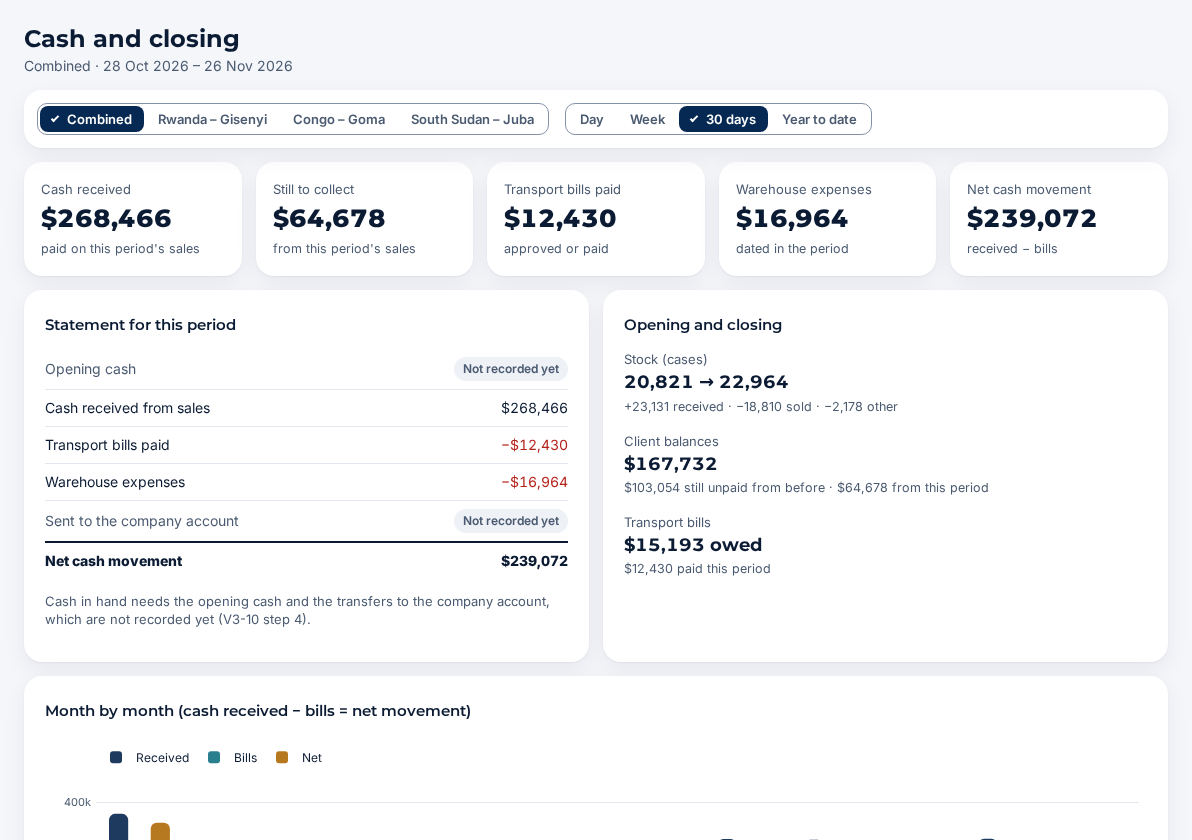 Cash and closing
Combined · 28 Oct 2026 – 26 Nov 2026
Combined Rwanda – Gisenyi Congo – Goma South Sudan – Juba Day Week 30 days Year to date
Cash received
$268,466
paid on this period's sales
Still to collect
$64,678
from this period's sales
Transport bills paid
$12,430
approved or paid
Warehouse expenses
$16,964
dated in the period
Net cash movement
$239,072
received − bills
Statement for this period
Opening cash Not recorded yet
Cash received from sales $268,466
Transport bills paid −$12,430
Warehouse expenses −$16,964
Sent to the company account Not recorded yet
Net cash movement $239,072
Cash in hand needs the opening cash and the transfers to the company account,
which are not recorded yet (V3-10 step 4).
Opening and closing
Stock (cases)
20,821 → 22,964
+23,131 received · −18,810 sold · −2,178 other
Client balances
$167,732
$103,054 still unpaid from before · $64,678 from this period
Transport bills
$15,193 owed
$12,430 paid this period
Month by month (cash received − bills = net movement)
Received Bills Net
400k